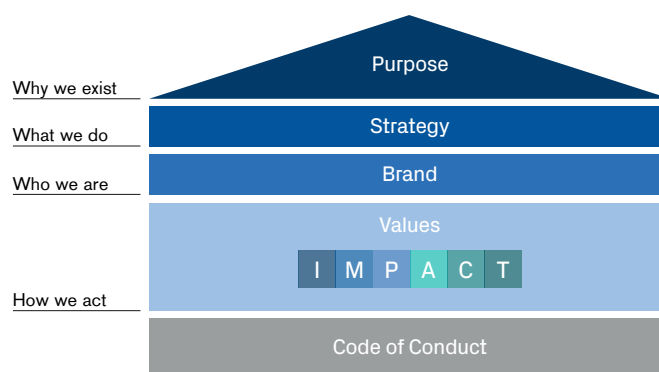 Purpose
Why we exist
Strategy
What we do
Brand
Who we are
Values
I M P A C T
How we act
Code of Conduct